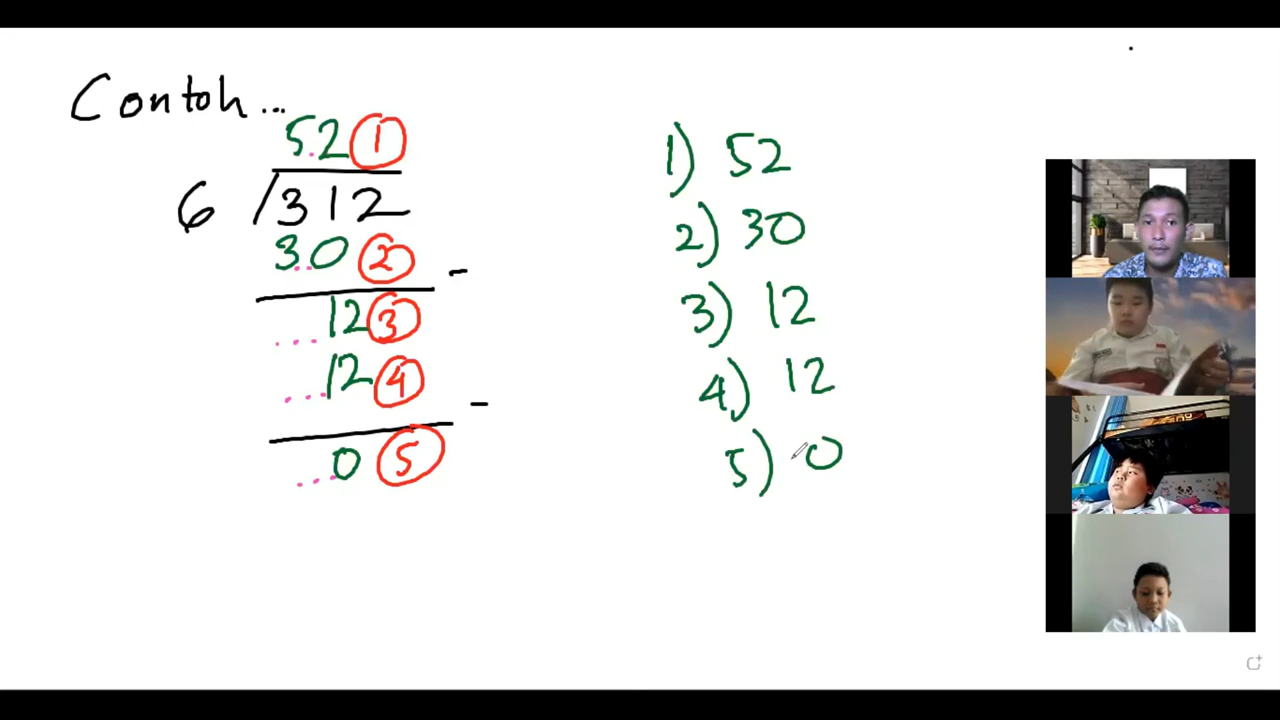 Contoh...
52 ①
6 / 312
30 ② -
12 ③
12 ④ -
0 ⑤
1) 52
2) 30
3) 12
4) 12
5) 0